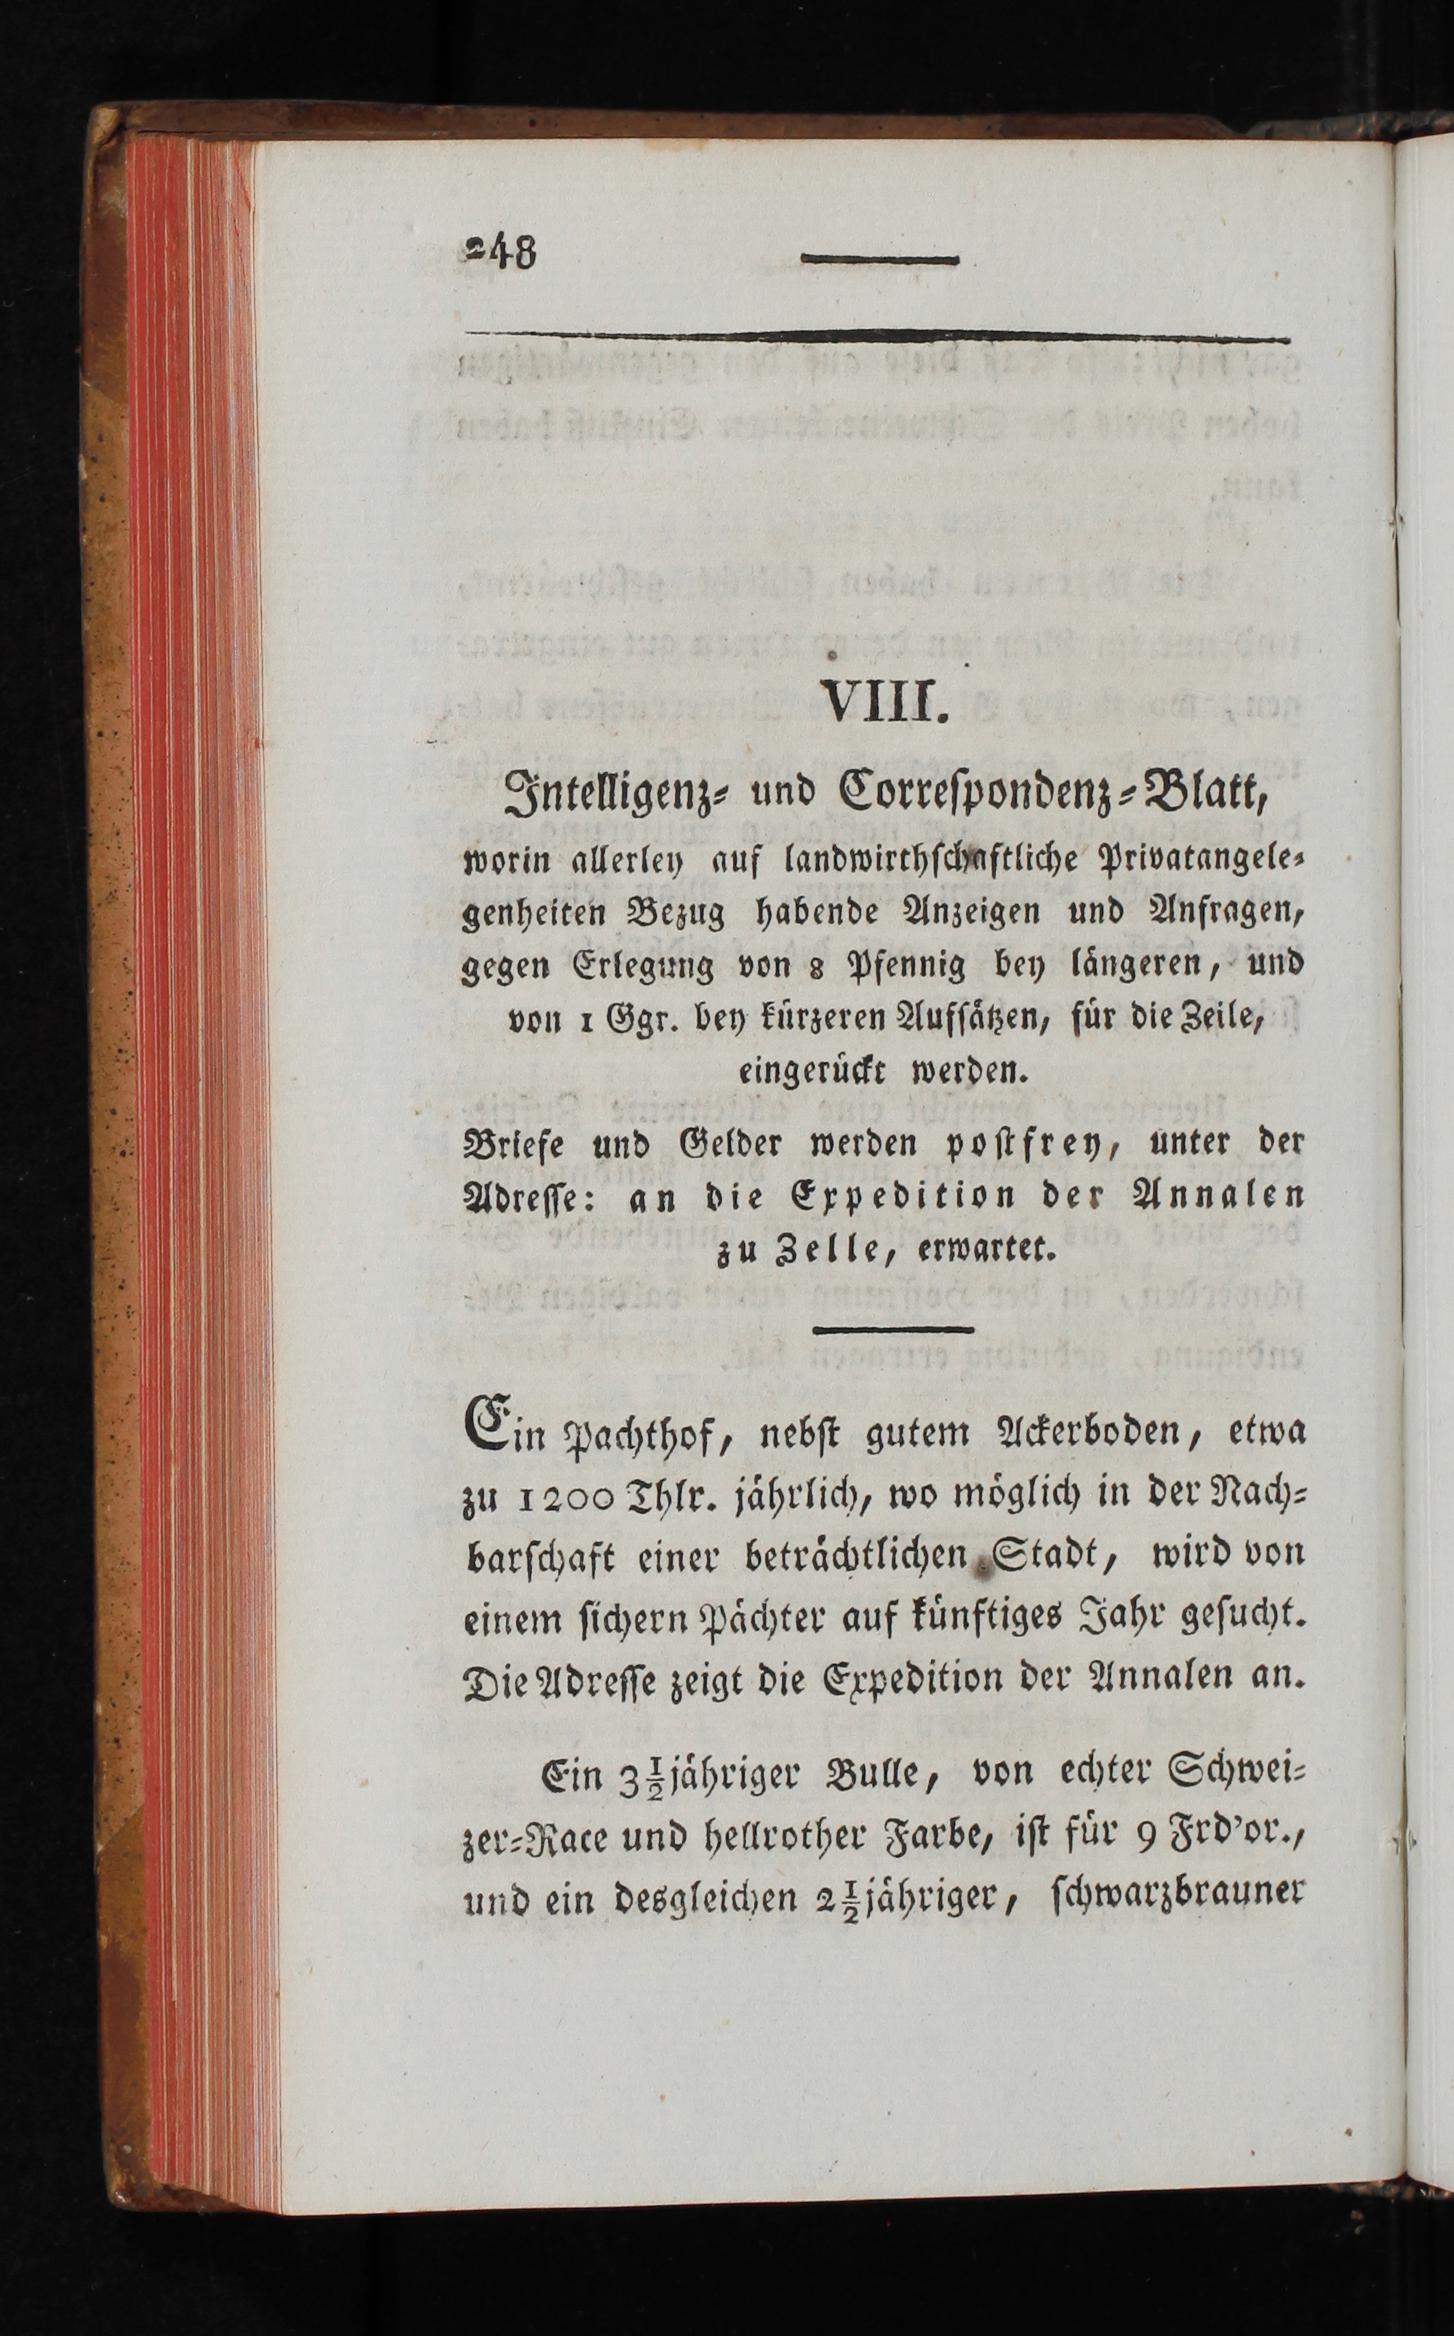 248
VIII.
Intelligenz- und Correſpondenz-Blatt,
worin allerley auf landwirthſchaftliche Privatangele-
genheiten Bezug habende Anzeigen und Anfragen,
gegen Erlegung von 8 Pfennig bey längeren, und
von 1 Ggr. bey kürzeren Aufſätzen, für die Zeile,
eingerückt werden.
Briefe und Gelder werden poſtfrey, unter der
Adreſſe: an die Expedition der Annalen
zu Zelle, erwartet.
Ein Pachthof, nebſt gutem Ackerboden, etwa
zu 1200 Thlr. jährlich, wo möglich in der Nach-
barſchaft einer beträchtlichen Stadt, wird von
einem ſichern Pächter auf künftiges Jahr geſucht.
Die Adreſſe zeigt die Expedition der Annalen an.
Ein 3½jähriger Bulle, von echter Schwei-
zer-Race und hellrother Farbe, iſt für 9 Frd'or.,
und ein desgleichen 2½jähriger, ſchwarzbrauner